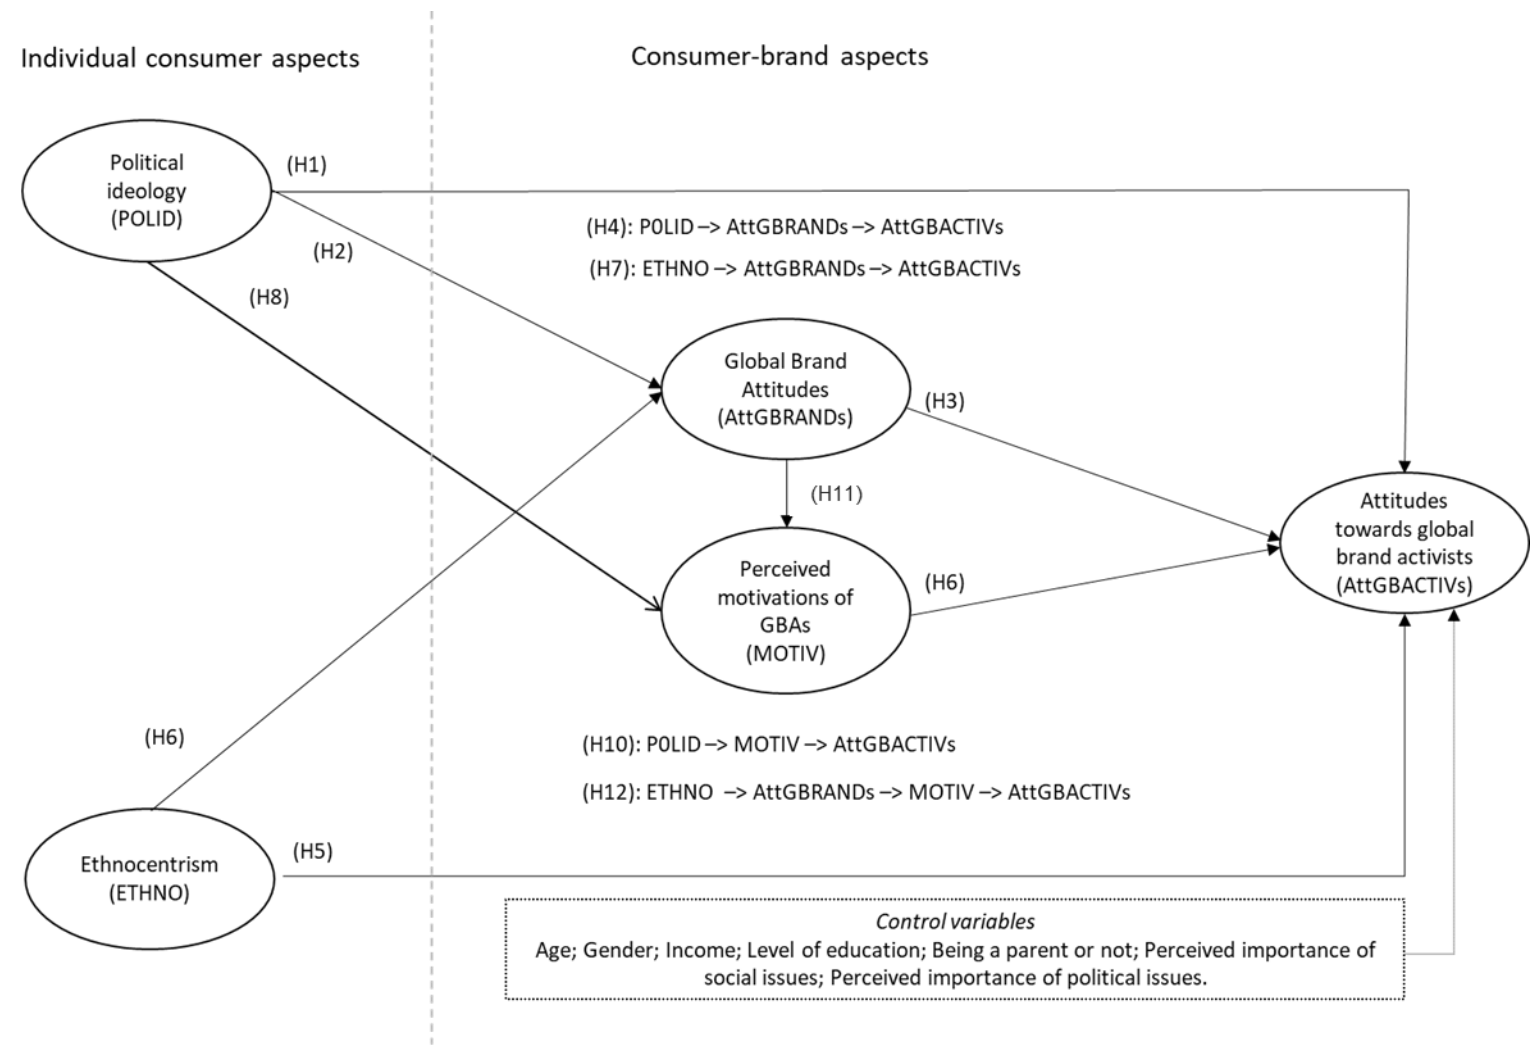 Individual consumer aspects
Consumer-brand aspects
Political
ideology
(POLID)
(H1)
(H2)
(H8)
(H4): P0LID –> AttGBRANDs –> AttGBACTIVs
(H7): ETHNO –> AttGBRANDs –> AttGBACTIVs
Global Brand
Attitudes
(AttGBRANDs)
(H3)
(H11)
Perceived
motivations of
GBAs
(MOTIV)
(H6)
Attitudes
towards global
brand activists
(AttGBACTIVs)
(H6)
(H10): P0LID –> MOTIV –> AttGBACTIVs
(H12): ETHNO –> AttGBRANDs –> MOTIV –> AttGBACTIVs
Ethnocentrism
(ETHNO)
(H5)
Control variables
Age; Gender; Income; Level of education; Being a parent or not; Perceived importance of
social issues; Perceived importance of political issues.